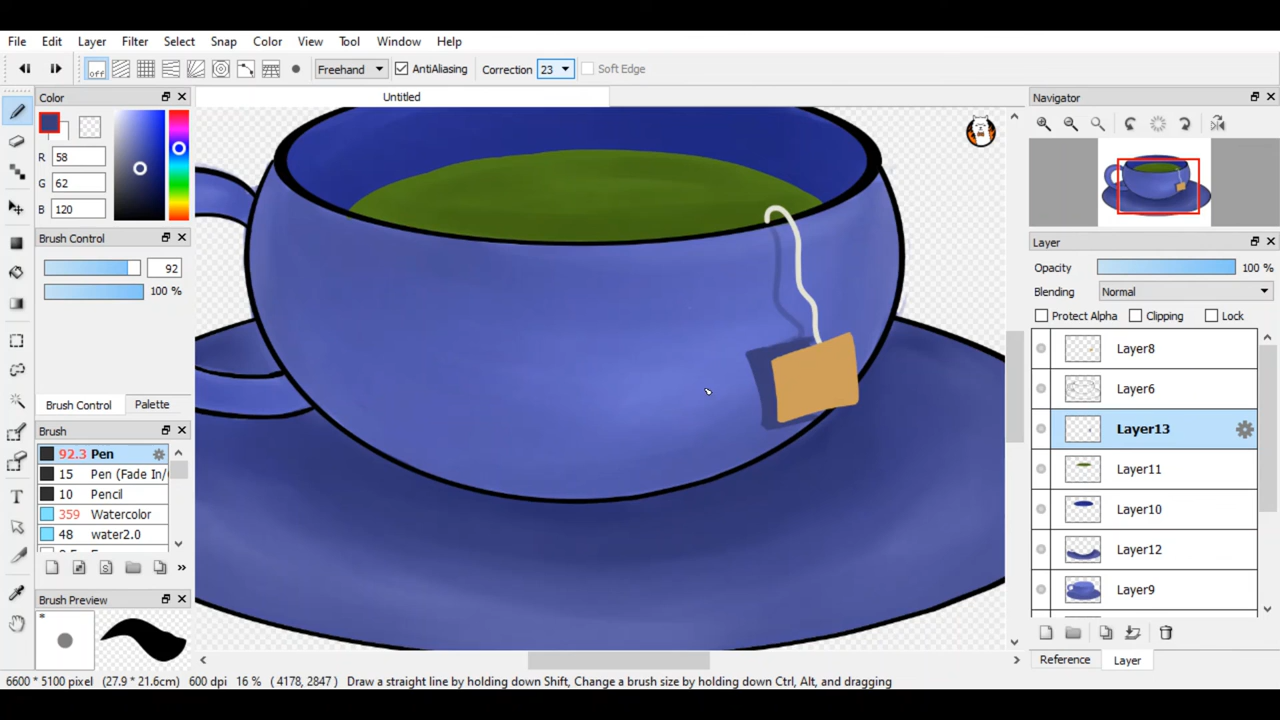 File Edit Layer Filter Select Snap Color View Tool Window Help
off Freehand AntiAliasing Correction 23 Soft Edge
Color
Untitled
Navigator
R 58
G 62
B 120
Brush Control
92
100 %
Layer
Opacity 100 %
Blending Normal
Protect Alpha Clipping Lock
Layer8
Layer6
Layer13
Layer11
Layer10
Layer12
Layer9
Brush Control Palette
Brush
92.3 Pen
15 Pen (Fade In/
10 Pencil
359 Watercolor
48 water2.0
S
Brush Preview
Reference Layer
6600 * 5100 pixel (27.9 * 21.6cm) 600 dpi 16 % ( 4178, 2847 ) Draw a straight line by holding down Shift, Change a brush size by holding down Ctrl, Alt, and dragging